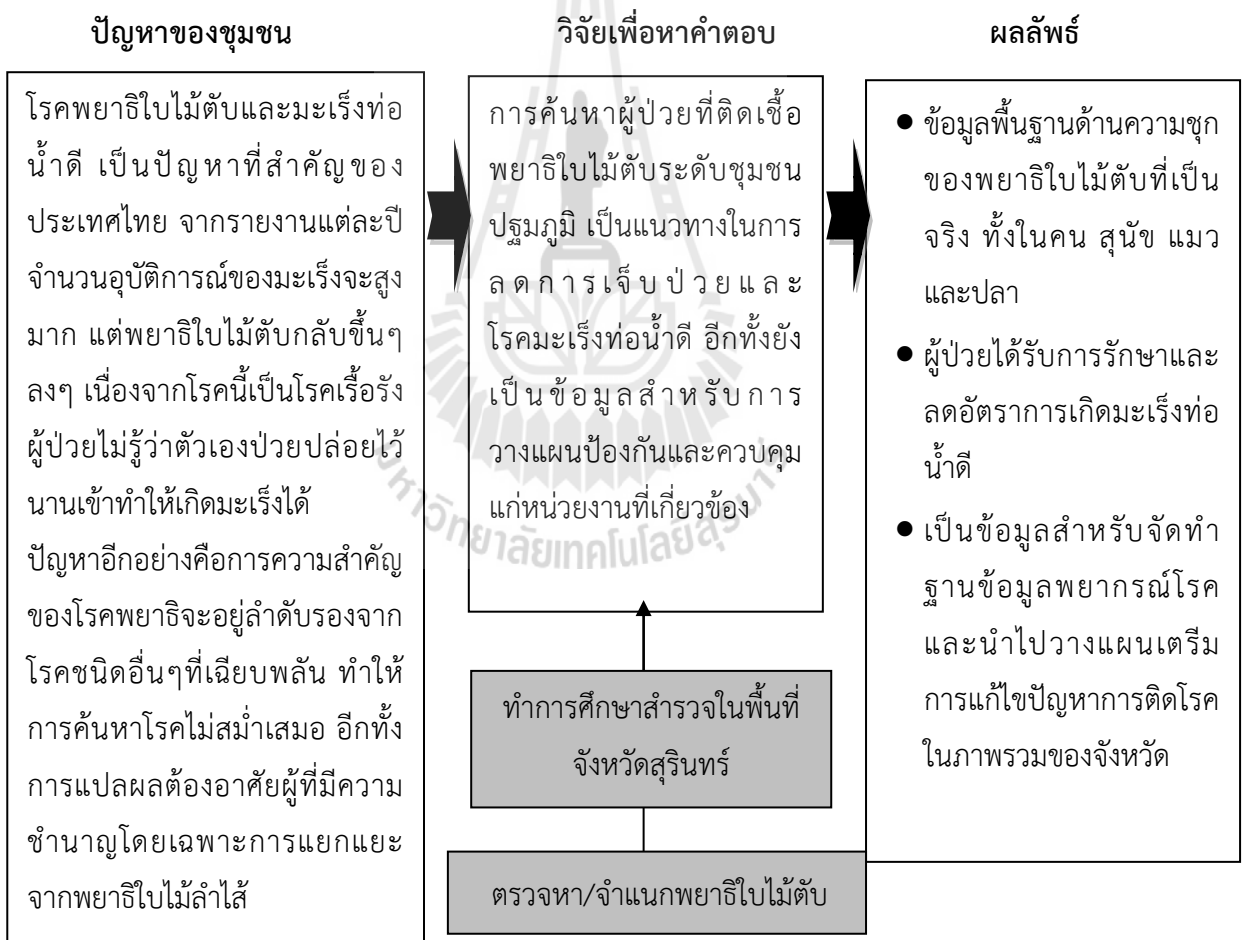 ปัญหาของชุมชน
โรคพยาธิใบไม้ตับและมะเร็งท่อ
น้ำดี เป็นปัญหาที่สำคัญของ
ประเทศไทย จากรายงานแต่ละปี
จำนวนอุบัติการณ์ของมะเร็งจะสูง
มาก แต่พยาธิใบไม้ตับกลับขึ้นๆ
ลงๆ เนื่องจากโรคนี้เป็นโรคเรื้อรัง
ผู้ป่วยไม่รู้ว่าตัวเองป่วยปล่อยไว้
นานเข้าทำให้เกิดมะเร็งได้
ปัญหาอีกอย่างคือการความสำคัญ
ของโรคพยาธิจะอยู่ลำดับรองจาก
โรคชนิดอื่นๆที่เฉียบพลัน ทำให้
การค้นหาโรคไม่สม่ำเสมอ อีกทั้ง
การแปลผลต้องอาศัยผู้ที่มีความ
ชำนาญโดยเฉพาะการแยกแยะ
จากพยาธิใบไม้ลำไส้
วิจัยเพื่อหาคำตอบ
การค้นหาผู้ป่วยที่ติดเชื้อ
พยาธิใบไม้ตับระดับชุมชน
ปฐมภูมิ เป็นแนวทางในการ
ลดการเจ็บป่วยและ
โรคมะเร็งท่อน้ำดี อีกทั้งยัง
เป็นข้อมูลสำหรับการ
วางแผนป้องกันและควบคุม
แก่หน่วยงานที่เกี่ยวข้อง
ทำการศึกษาสำรวจในพื้นที่
จังหวัดสุรินทร์
ตรวจหา/จำแนกพยาธิใบไม้ตับ
ผลลัพธ์
● ข้อมูลพื้นฐานด้านความชุก
ของพยาธิใบไม้ตับที่เป็น
จริง ทั้งในคน สุนัข แมว
และปลา
● ผู้ป่วยได้รับการรักษาและ
ลดอัตราการเกิดมะเร็งท่อ
น้ำดี
● เป็นข้อมูลสำหรับจัดทำ
ฐานข้อมูลพยากรณ์โรค
และนำไปวางแผนเตรีม
การแก้ไขปัญหาการติดโรค
ในภาพรวมของจังหวัด